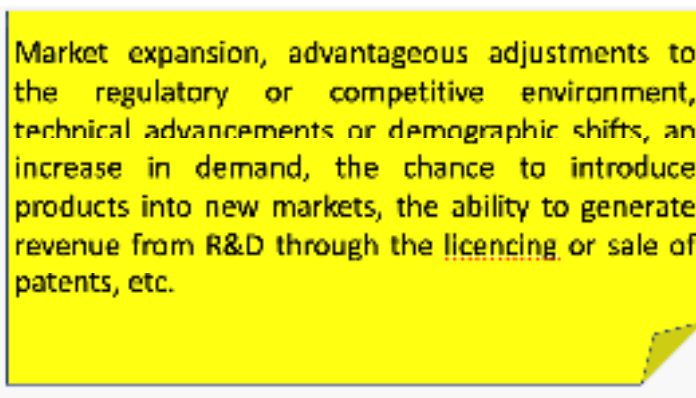 Market expansion, advantageous adjustments to
the regulatory or competitive environment,
technical advancements or demographic shifts, an
increase in demand, the chance to introduce
products into new markets, the ability to generate
revenue from R&D through the licencing or sale of
patents, etc.